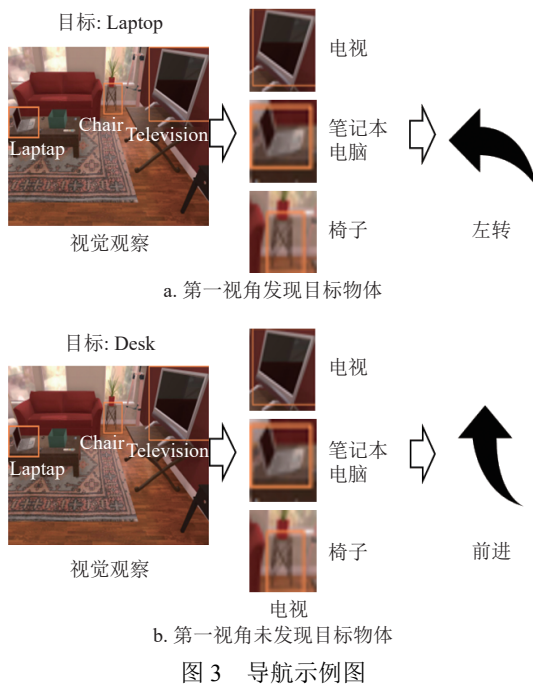 目标: Laptop
Laptap
Chair
Television
视觉观察
电视
笔记本
电脑
椅子
左转
a. 第一视角发现目标物体
目标: Desk
Laptap
Chair
Television
视觉观察
电视
笔记本
电脑
椅子
电视
前进
b. 第一视角未发现目标物体
图 3 导航示例图